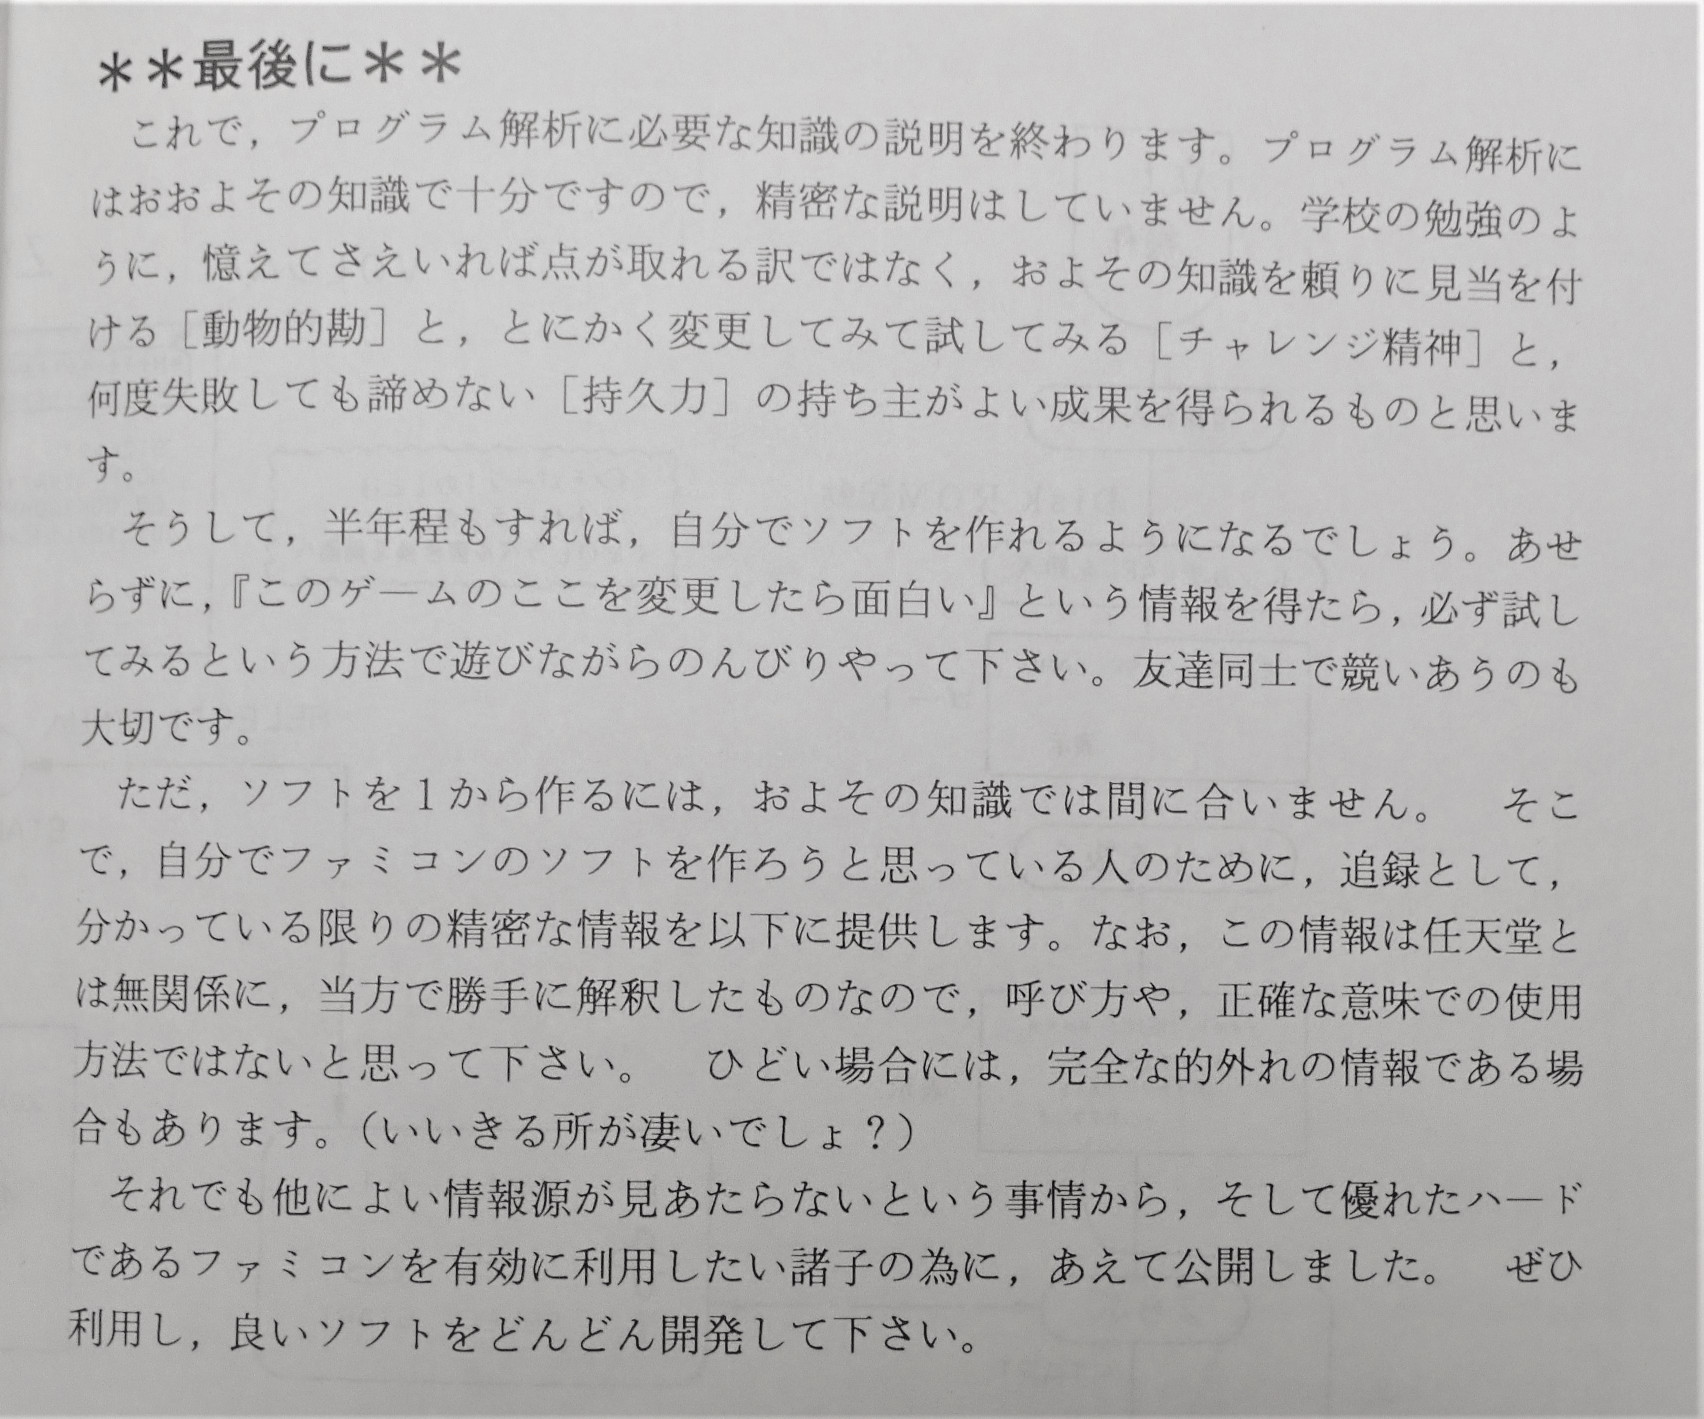 ＊＊最後に＊＊
これで，プログラム解析に必要な知識の説明を終わります。プログラム解析に
はおおよその知識で十分ですので，精密な説明はしていません。学校の勉強のよ
うに，憶えてさえいれば点が取れる訳ではなく，およその知識を頼りに見当を付
ける［動物的勘］と，とにかく変更してみて試してみる［チャレンジ精神］と，
何度失敗しても諦めない［持久力］の持ち主がよい成果を得られるものと思いま
す。
そうして，半年程もすれば，自分でソフトを作れるようになるでしょう。あせ
らずに，『このゲームのここを変更したら面白い』という情報を得たら，必ず試し
てみるという方法で遊びながらのんびりやって下さい。友達同士で競いあうのも
大切です。
ただ，ソフトを１から作るには，およその知識では間に合いません。　そこ
で，自分でファミコンのソフトを作ろうと思っている人のために，追録として，
分かっている限りの精密な情報を以下に提供します。なお，この情報は任天堂と
は無関係に，当方で勝手に解釈したものなので，呼び方や，正確な意味での使用
方法ではないと思って下さい。　ひどい場合には，完全な的外れの情報である場
合もあります。（いいきる所が凄いでしょ？）
それでも他によい情報源が見あたらないという事情から，そして優れたハード
であるファミコンを有効に利用したい諸子の為に，あえて公開しました。　ぜひ
利用し，良いソフトをどんどん開発して下さい。